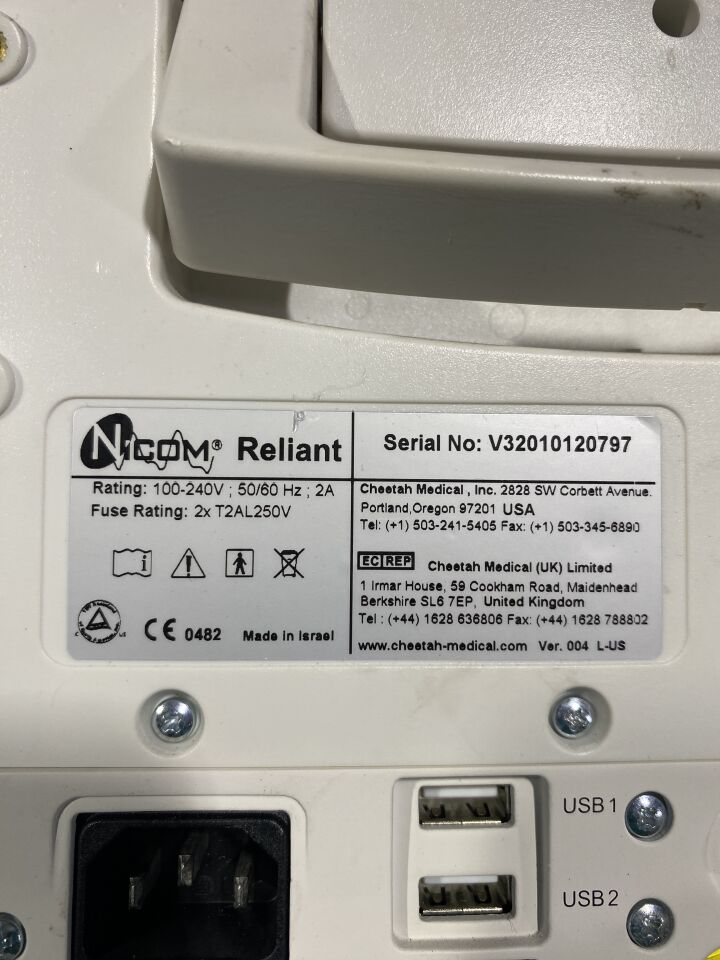 NICOM® Reliant
Rating: 100-240V ; 50/60 Hz ; 2A
Fuse Rating: 2x T2AL250V
CE 0482 Made in Israel
Serial No: V32010120797
Cheetah Medical , Inc. 2828 SW Corbett Avenue.
Portland,Oregon 97201 USA
Tel: (+1) 503-241-5405 Fax: (+1) 503-345-6890
EC REP Cheetah Medical (UK) Limited
1 Irmar House, 59 Cookham Road, Maidenhead
Berkshire SL6 7EP, United Kingdom
Tel : (+44) 1628 636806 Fax: (+44) 1628 788802
www.cheetah-medical.com Ver. 004 L-US
USB 1
USB 2